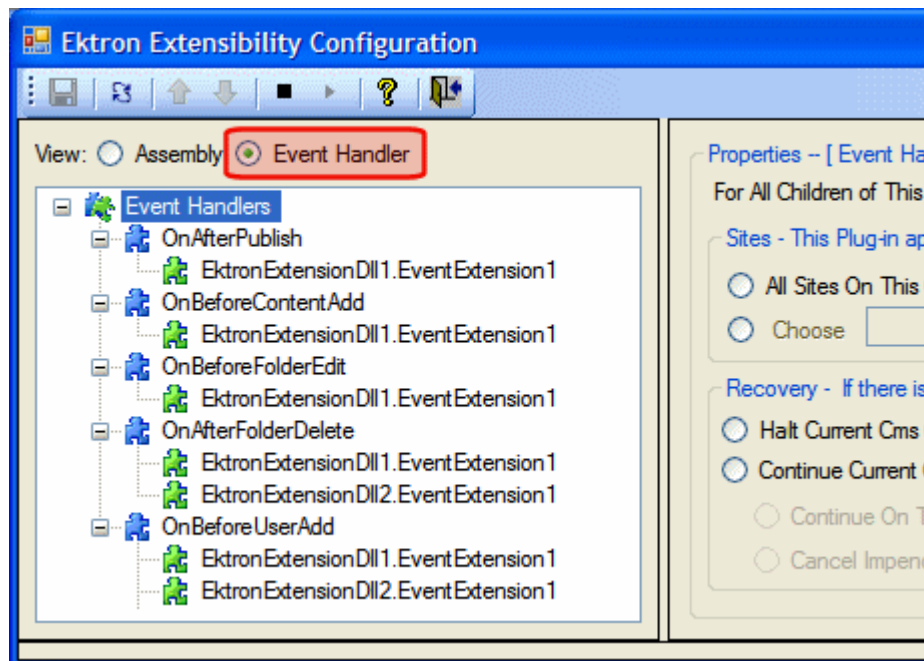 Ektron Extensibility Configuration
View: Assembly Event Handler
Event Handlers
OnAfterPublish
EktronExtensionDll1.EventExtension1
OnBeforeContentAdd
EktronExtensionDll1.EventExtension1
OnBeforeFolderEdit
EktronExtensionDll1.EventExtension1
OnAfterFolderDelete
EktronExtensionDll1.EventExtension1
EktronExtensionDll2.EventExtension1
OnBeforeUserAdd
EktronExtensionDll1.EventExtension1
EktronExtensionDll2.EventExtension1
Properties -- [ Event Ha
For All Children of This
Sites - This Plug-in ap
All Sites On This
Choose
Recovery - If there is
Halt Current Cms
Continue Current
Continue On T
Cancel Impen